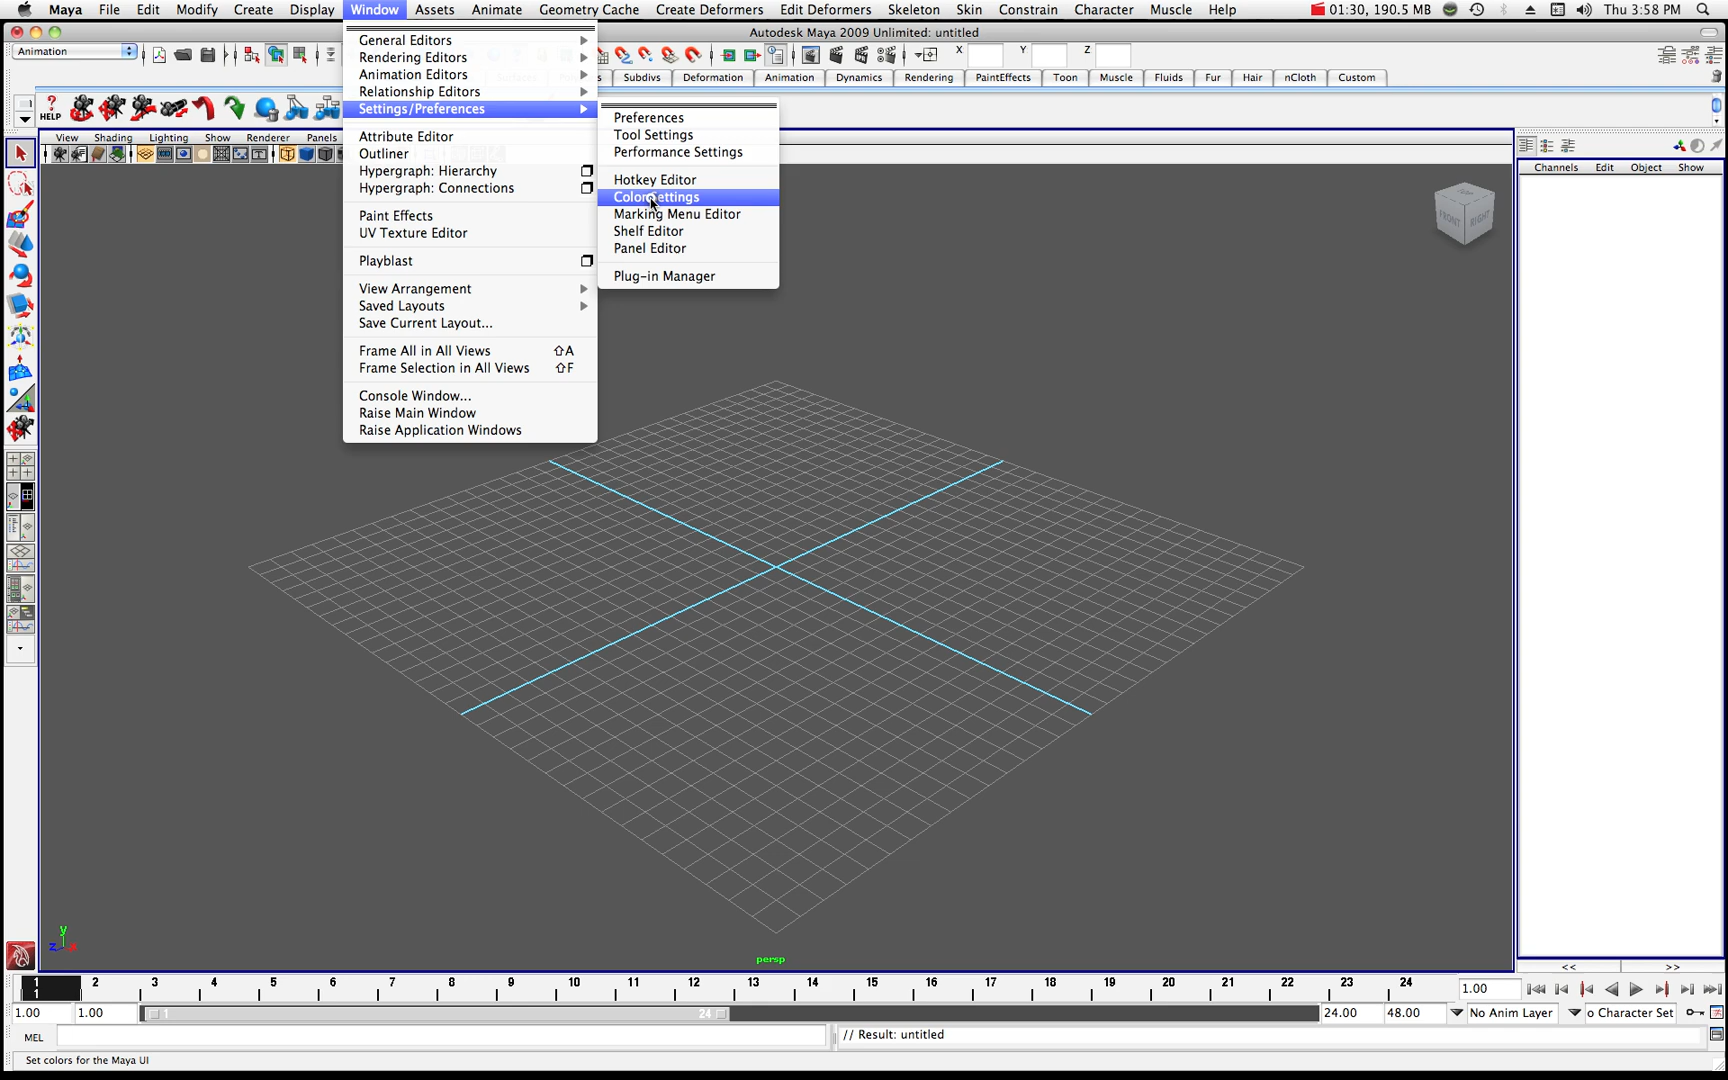 Maya File Edit Modify Create Display Window Assets Animate Geometry Cache Create Deformers Edit Deformers Skeleton Skin Constrain Character Muscle Help 01:30, 190.5 MB Thu 3:58 PM
Autodesk Maya 2009 Unlimited: untitled
Animation X Y Z
Subdivs Deformation Animation Dynamics Rendering PaintEffects Toon Muscle Fluids Fur Hair nCloth Custom
? HELP
View Shading Lighting Show Renderer Panels
General Editors
Rendering Editors
Animation Editors
Relationship Editors
Settings/Preferences
Attribute Editor
Outliner
Hypergraph: Hierarchy
Hypergraph: Connections
Paint Effects
UV Texture Editor
Playblast
View Arrangement
Saved Layouts
Save Current Layout...
Frame All in All Views ⇧A
Frame Selection in All Views ⇧F
Console Window...
Raise Main Window
Raise Application Windows
Preferences
Tool Settings
Performance Settings
Hotkey Editor
Color Settings
Marking Menu Editor
Shelf Editor
Panel Editor
Plug-in Manager
Channels Edit Object Show
FRONT RIGHT
y
z x
persp
<< >>
1 2 3 4 5 6 7 8 9 10 11 12 13 14 15 16 17 18 19 20 21 22 23 24 1.00
1
1.00 1.00 1 24 24.00 48.00 No Anim Layer o Character Set
MEL // Result: untitled
Set colors for the Maya UI